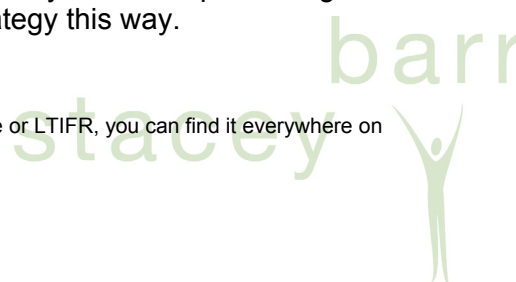 ategy this way.
barr
e or LTIFR, you can find it everywhere on
stacey